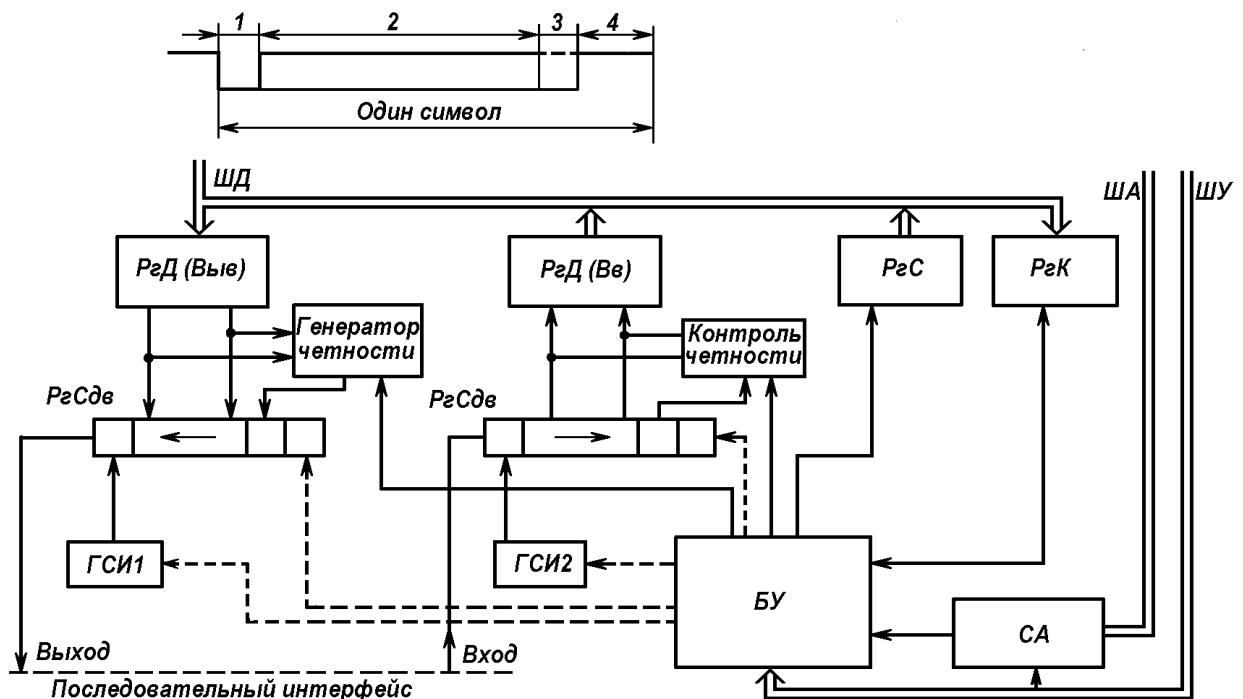 1 2 3 4
Один символ
ШД
ША
ШУ
РгД (Выв)
РгД (Вв)
РгС
РгК
Генератор
четности
Контроль
четности
РгСдв
РгСдв
ГСИ1
ГСИ2
БУ
СА
Выход
Вход
Последовательный интерфейс